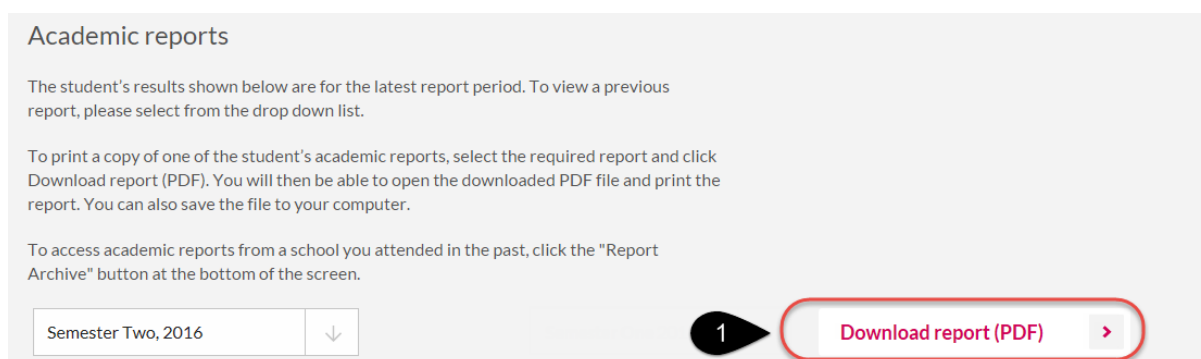 Academic reports
The student’s results shown below are for the latest report period. To view a previous
report, please select from the drop down list.
To print a copy of one of the student’s academic reports, select the required report and click
Download report (PDF). You will then be able to open the downloaded PDF file and print the
report. You can also save the file to your computer.
To access academic reports from a school you attended in the past, click the "Report
Archive" button at the bottom of the screen.
Semester Two, 2016
1
Download report (PDF)